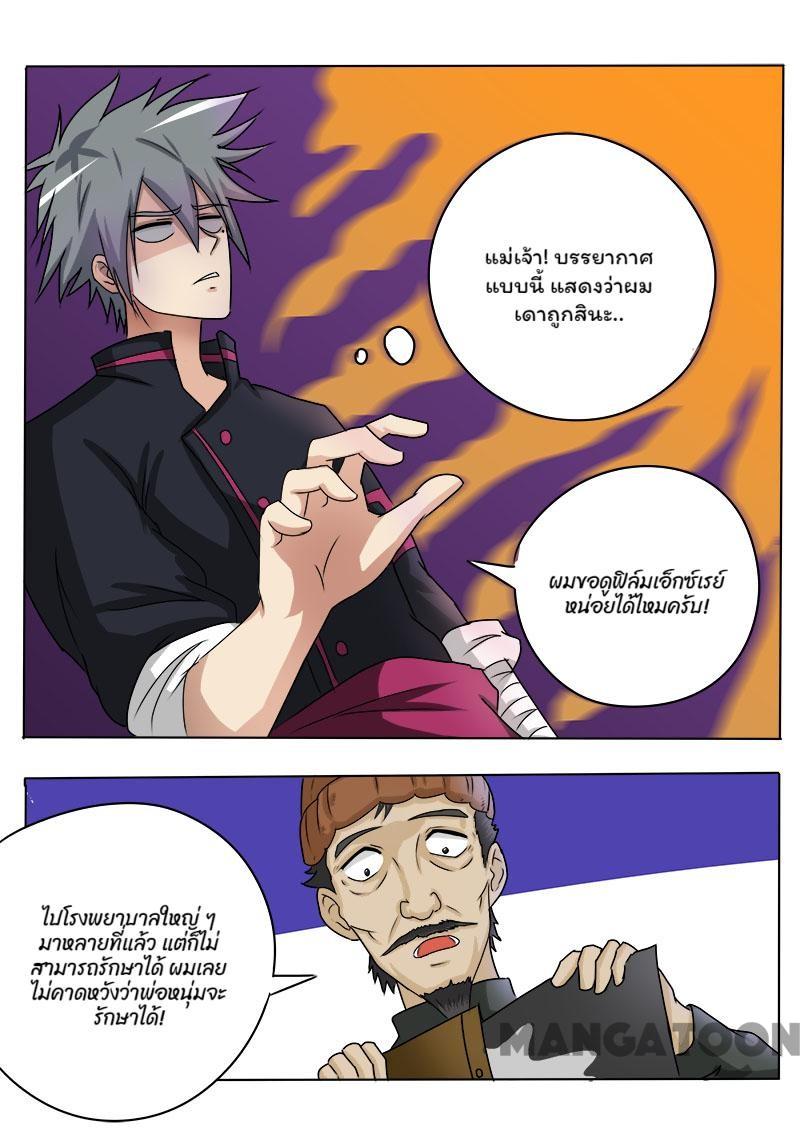 แม่เจ้า! บรรยากาศ
แบบนี้ แสดงว่าผม
เดาถูกสินะ..
ผมขอดูฟิล์มเอ็กซ์เรย์
หน่อยได้ไหมครับ!
ไปโรงพยาบาลใหญ่ ๆ
มาหลายที่แล้ว แต่ก็ไม่
สามารถรักษาได้ ผมเลย
ไม่คาดหวังว่าพ่อหนุ่มจะ
รักษาได้!
MANGATOON